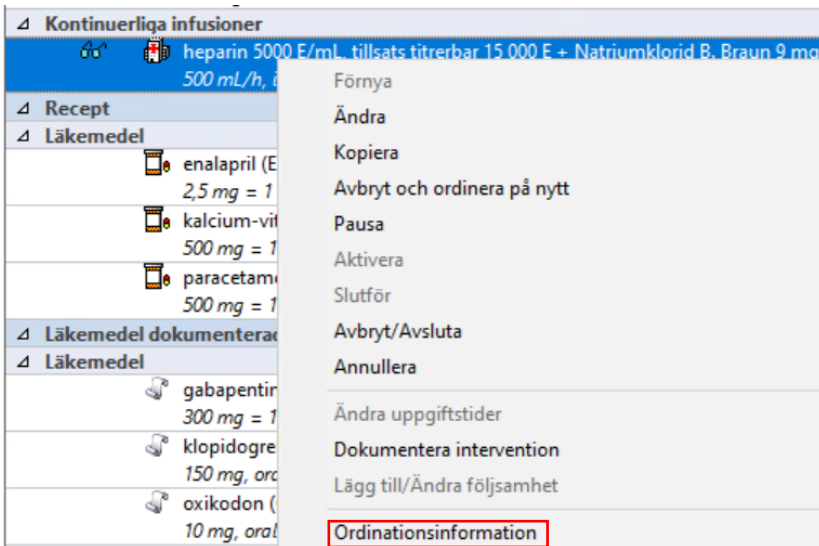 Kontinuerliga infusioner
heparin 5000 E/mL, tillsats titrerbar 15 000 E + Natriumklorid B. Braun 9 mg
500 mL/h, i
Recept
Läkemedel
enalapril (E
2,5 mg = 1
kalcium-vit
500 mg = 1
paracetam
500 mg = 1
Läkemedel dokumenterad
Läkemedel
gabapentin
300 mg = 1
klopidogre
150 mg, ora
oxikodon (
10 mg, oral
Förnya
Ändra
Kopiera
Avbryt och ordinera på nytt
Pausa
Aktivera
Slutför
Avbryt/Avsluta
Annullera
Ändra uppgiftstider
Dokumentera intervention
Lägg till/Ändra följsamhet
Ordinationsinformation